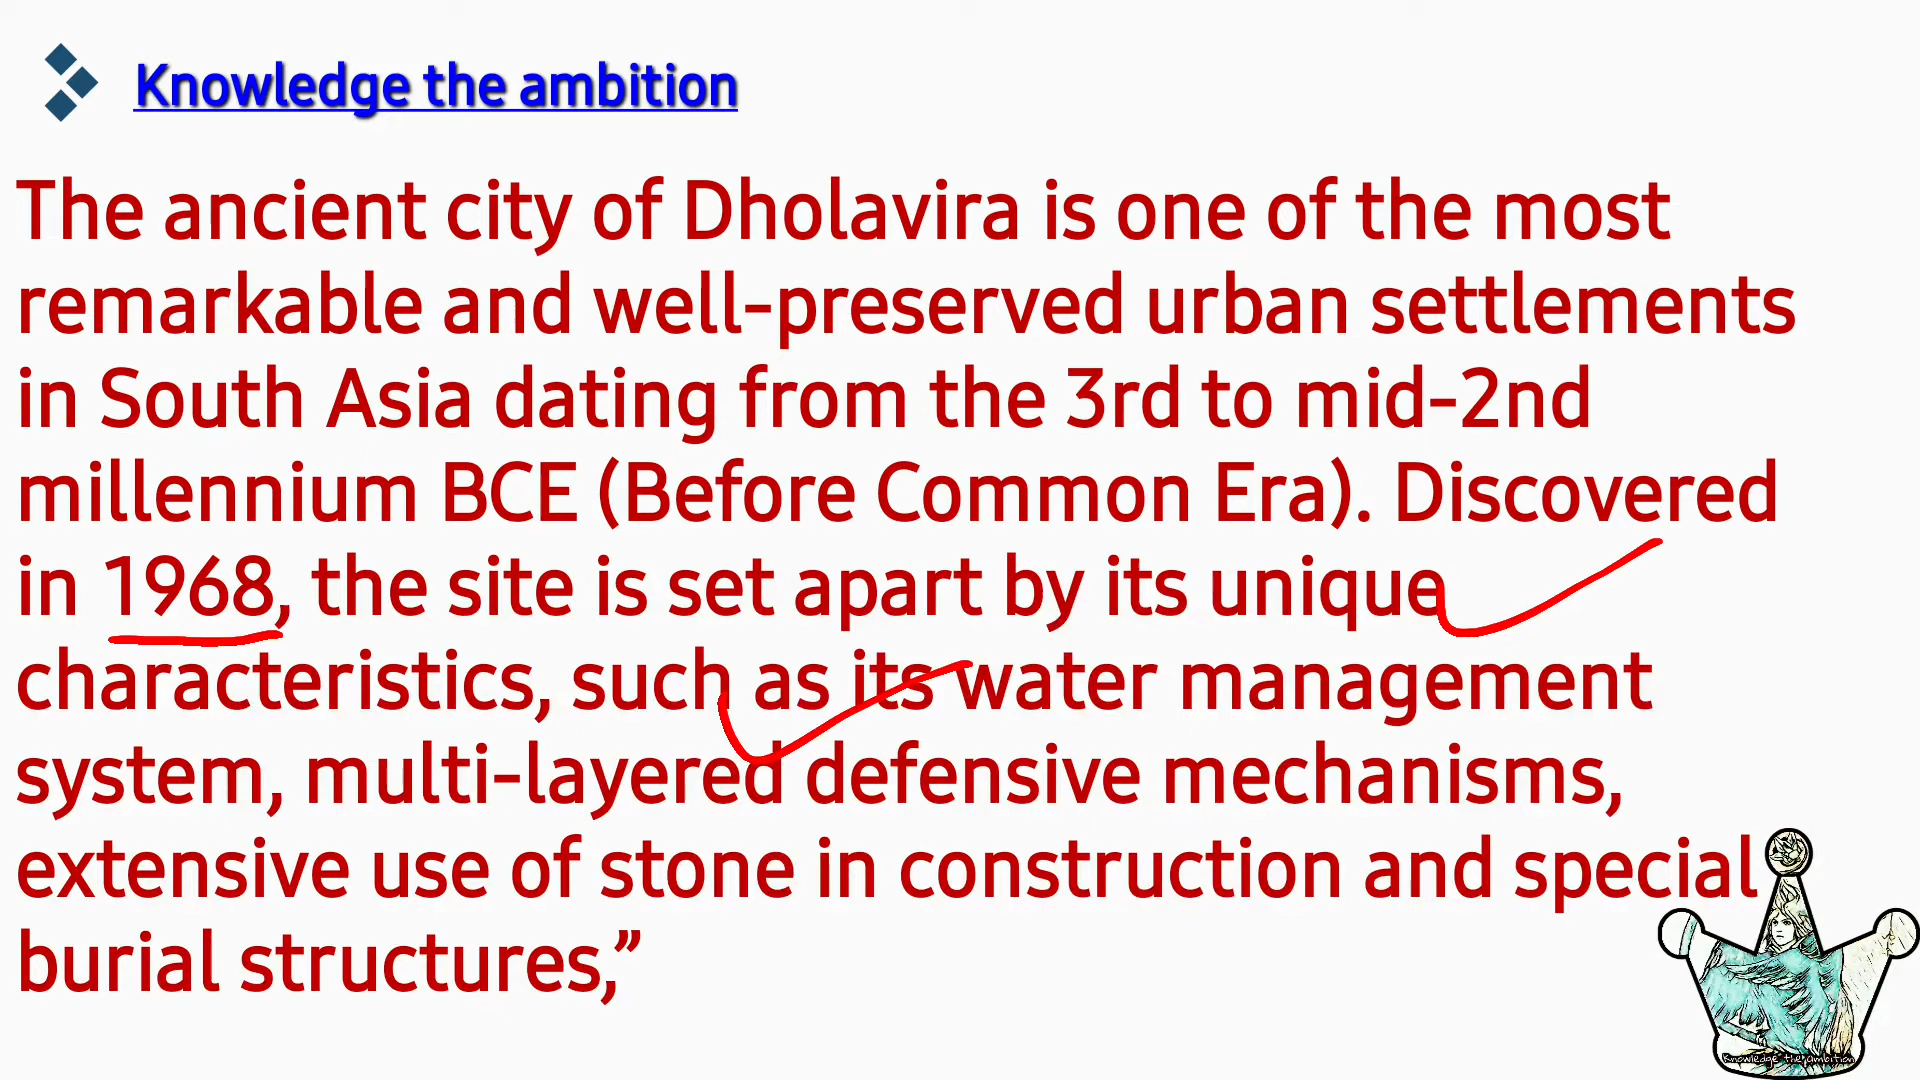 Knowledge the ambition
The ancient city of Dholavira is one of the most
remarkable and well-preserved urban settlements
in South Asia dating from the 3rd to mid-2nd
millennium BCE (Before Common Era). Discovered
in 1968, the site is set apart by its unique
characteristics, such as its water management
system, multi-layered defensive mechanisms,
extensive use of stone in construction and special
burial structures,”
Knowledge the ambition